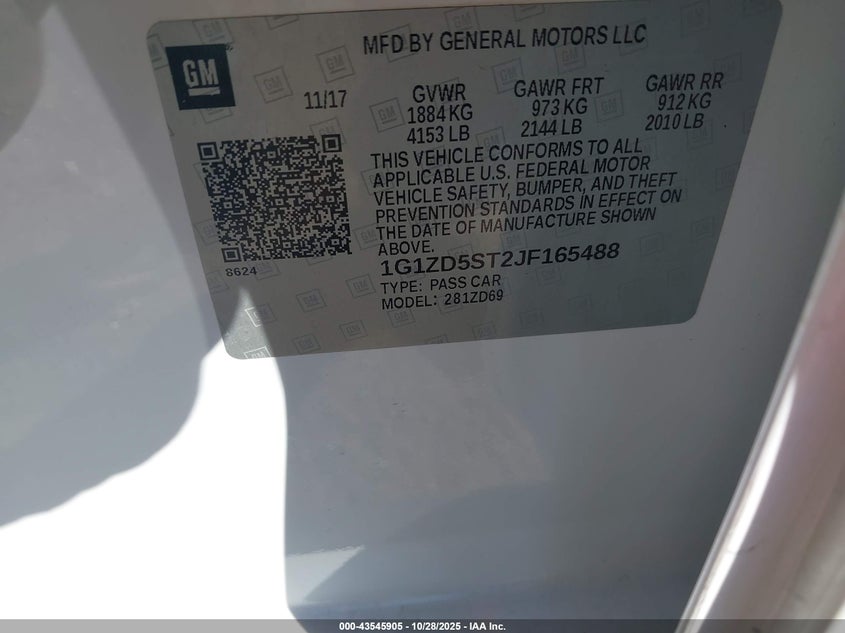 MFD BY GENERAL MOTORS LLC
GM
11/17
GVWR
1884 KG
4153 LB
GAWR FRT
973 KG
2144 LB
GAWR RR
912 KG
2010 LB
THIS VEHICLE CONFORMS TO ALL
APPLICABLE U.S. FEDERAL MOTOR
VEHICLE SAFETY, BUMPER, AND THEFT
PREVENTION STANDARDS IN EFFECT ON
THE DATE OF MANUFACTURE SHOWN
ABOVE.
8624
1G1ZD5ST2JF165488
TYPE: PASS CAR
MODEL: 281ZD69
000-43545905 - 10/28/2025 - IAA Inc.